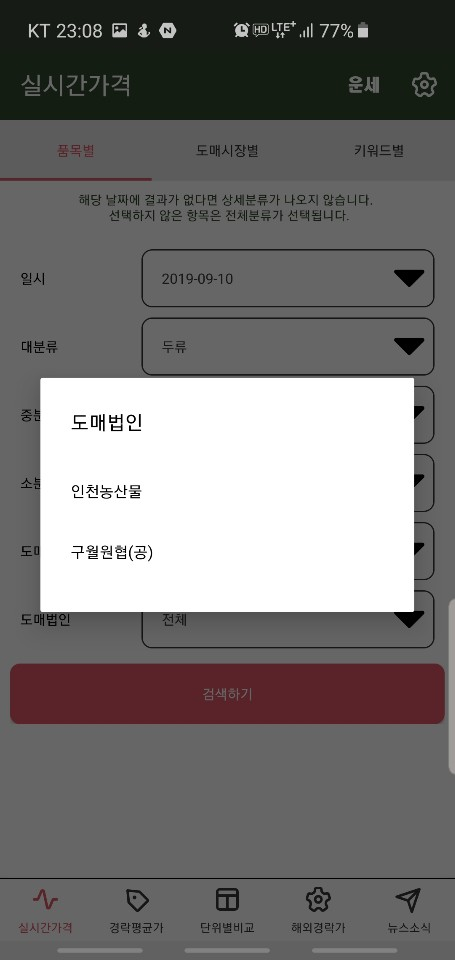 KT 23:08
HD LTE+ 77%
실시간가격
운세
품목별
도매시장별
키워드별
해당 날짜에 결과가 없다면 상세분류가 나오지 않습니다.
선택하지 않은 항목은 전체분류가 선택됩니다.
일시
2019-09-10
대분류
두류
도매법인
인천농산물
구월원협(공)
도매법인
전체
검색하기
실시간가격
경락평균가
단위별비교
해외경락가
뉴스소식